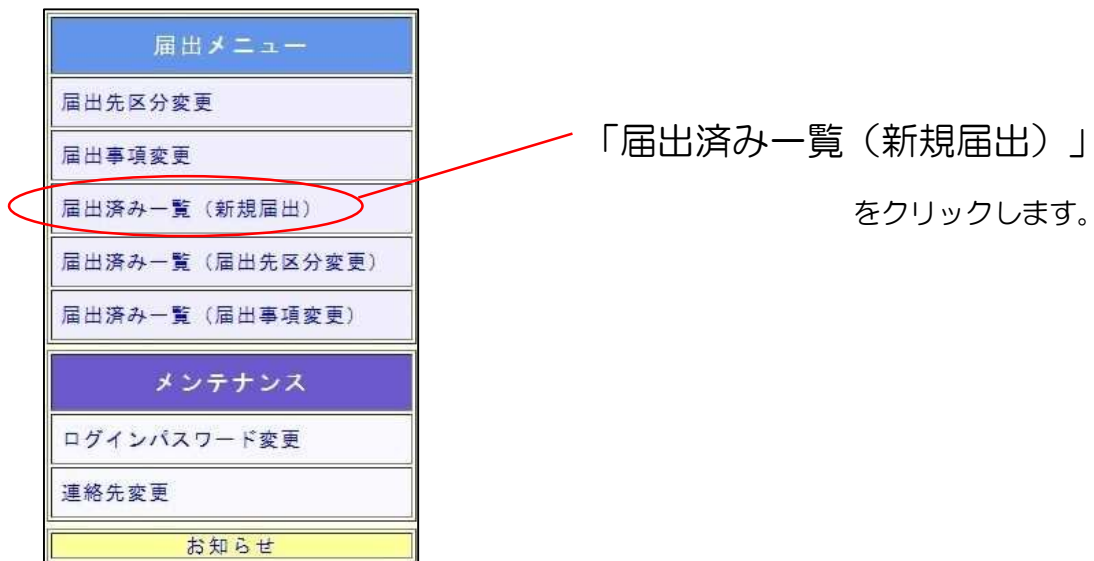 届出メニュー
届出先区分変更
届出事項変更
届出済み一覧（新規届出）
届出済み一覧（届出先区分変更）
届出済み一覧（届出事項変更）
メンテナンス
ログインパスワード変更
連絡先変更
お知らせ
「届出済み一覧（新規届出）」
をクリックします。